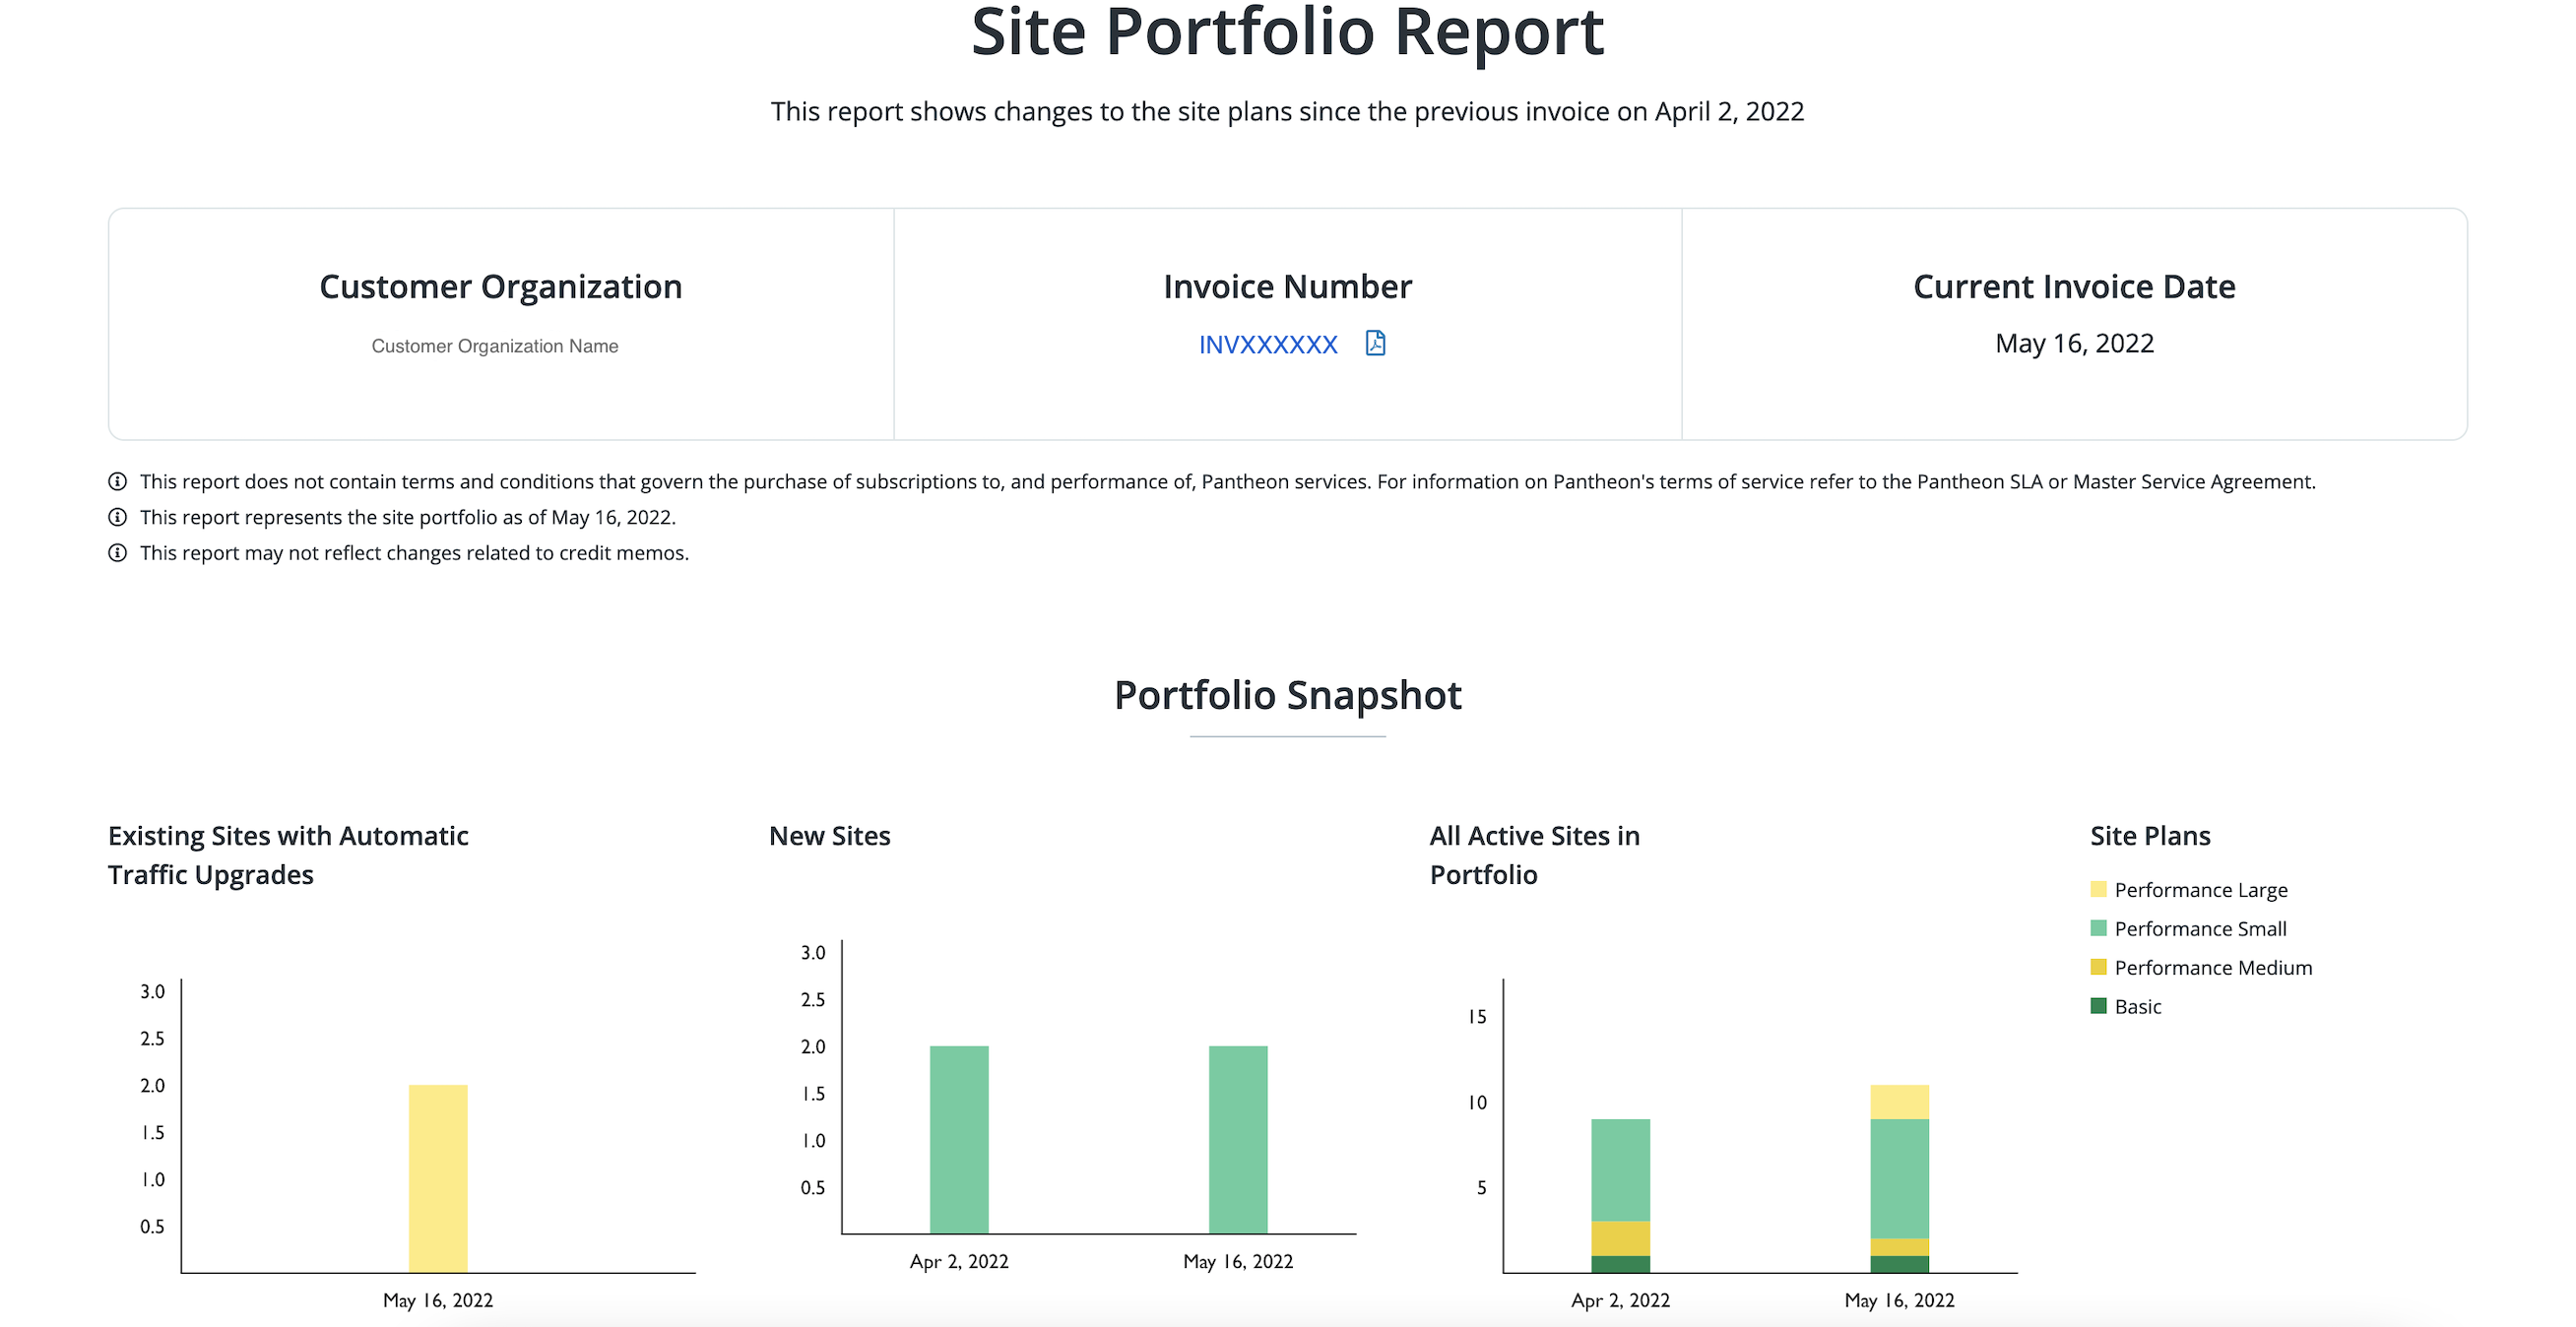 Site Portfolio Report
This report shows changes to the site plans since the previous invoice on April 2, 2022
Customer Organization
Customer Organization Name
Invoice Number
INVXXXXXX
Current Invoice Date
May 16, 2022
This report does not contain terms and conditions that govern the purchase of subscriptions to, and performance of, Pantheon services. For information on Pantheon's terms of service refer to the Pantheon SLA or Master Service Agreement.
This report represents the site portfolio as of May 16, 2022.
This report may not reflect changes related to credit memos.
Portfolio Snapshot
Existing Sites with Automatic
Traffic Upgrades
3.0
2.5
2.0
1.5
1.0
0.5
May 16, 2022
New Sites
3.0
2.5
2.0
1.5
1.0
0.5
Apr 2, 2022
May 16, 2022
All Active Sites in
Portfolio
15
10
5
Apr 2, 2022
May 16, 2022
Site Plans
Performance Large
Performance Small
Performance Medium
Basic